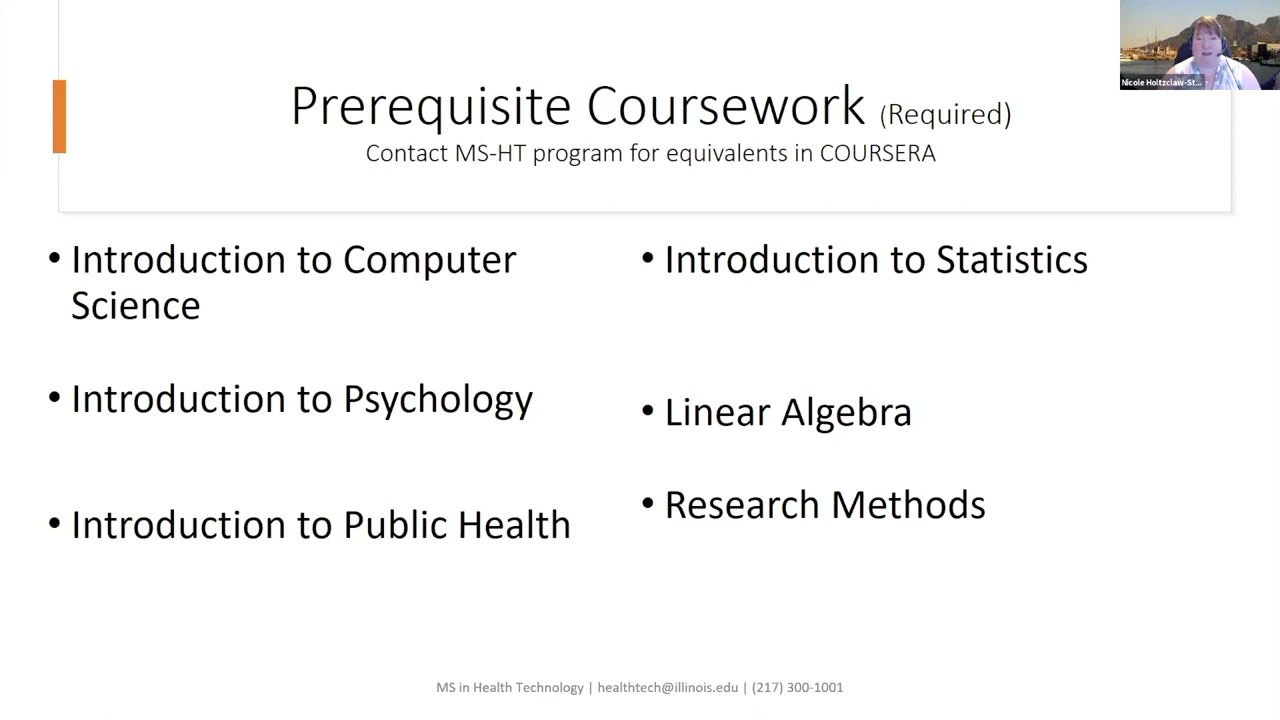 Nicole Holtzclaw-St...
Prerequisite Coursework (Required)
Contact MS-HT program for equivalents in COURSERA
• Introduction to Computer
Science
• Introduction to Psychology
• Introduction to Public Health
• Introduction to Statistics
• Linear Algebra
• Research Methods
MS in Health Technology | healthtech@illinois.edu | (217) 300-1001